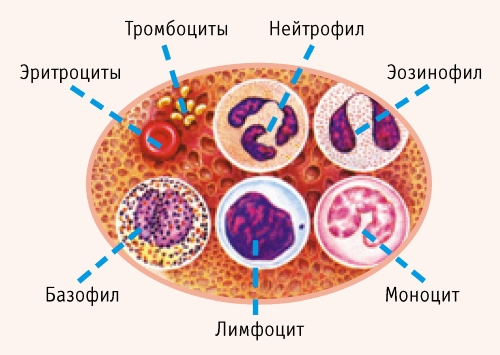 Тромбоциты
Нейтрофил
Эритроциты
Эозинофил
Базофил
Моноцит
Лимфоцит